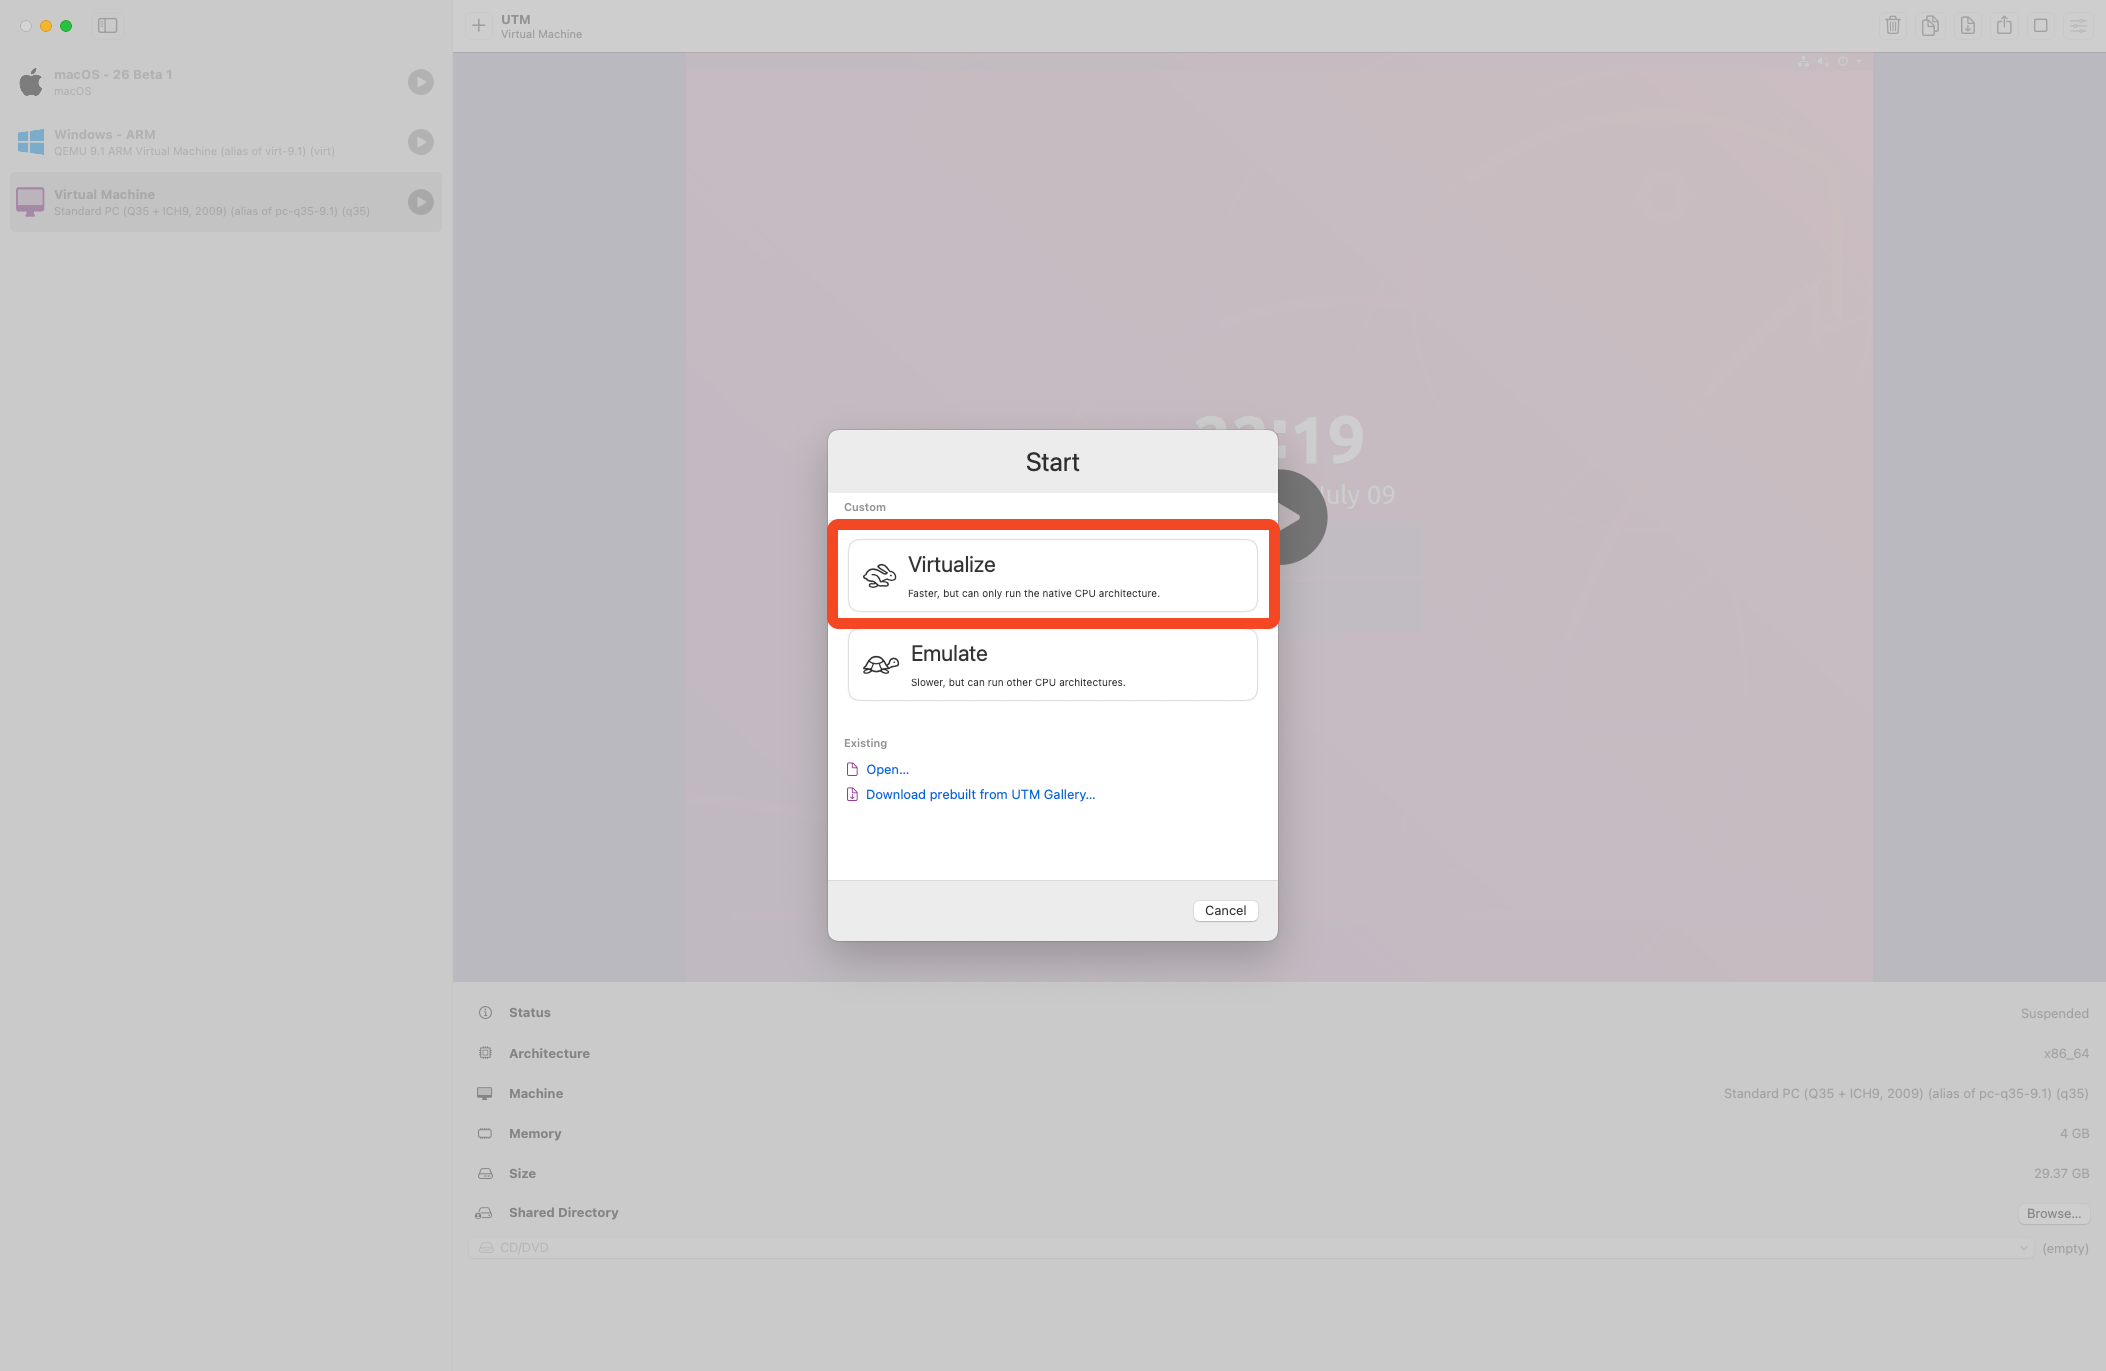 UTM
Virtual Machine
macOS - 26 Beta 1
macOS
Windows - ARM
QEMU 9.1 ARM Virtual Machine (alias of virt-9.1) (virt)
Virtual Machine
Standard PC (Q35 + ICH9, 2009) (alias of pc-q35-9.1) (q35)
:19
July 09
Start
Custom
Virtualize
Faster, but can only run the native CPU architecture.
Emulate
Slower, but can run other CPU architectures.
Existing
Open...
Download prebuilt from UTM Gallery...
Cancel
Status Suspended
Architecture x86_64
Machine Standard PC (Q35 + ICH9, 2009) (alias of pc-q35-9.1) (q35)
Memory 4 GB
Size 29.37 GB
Shared Directory Browse...
CD/DVD (empty)